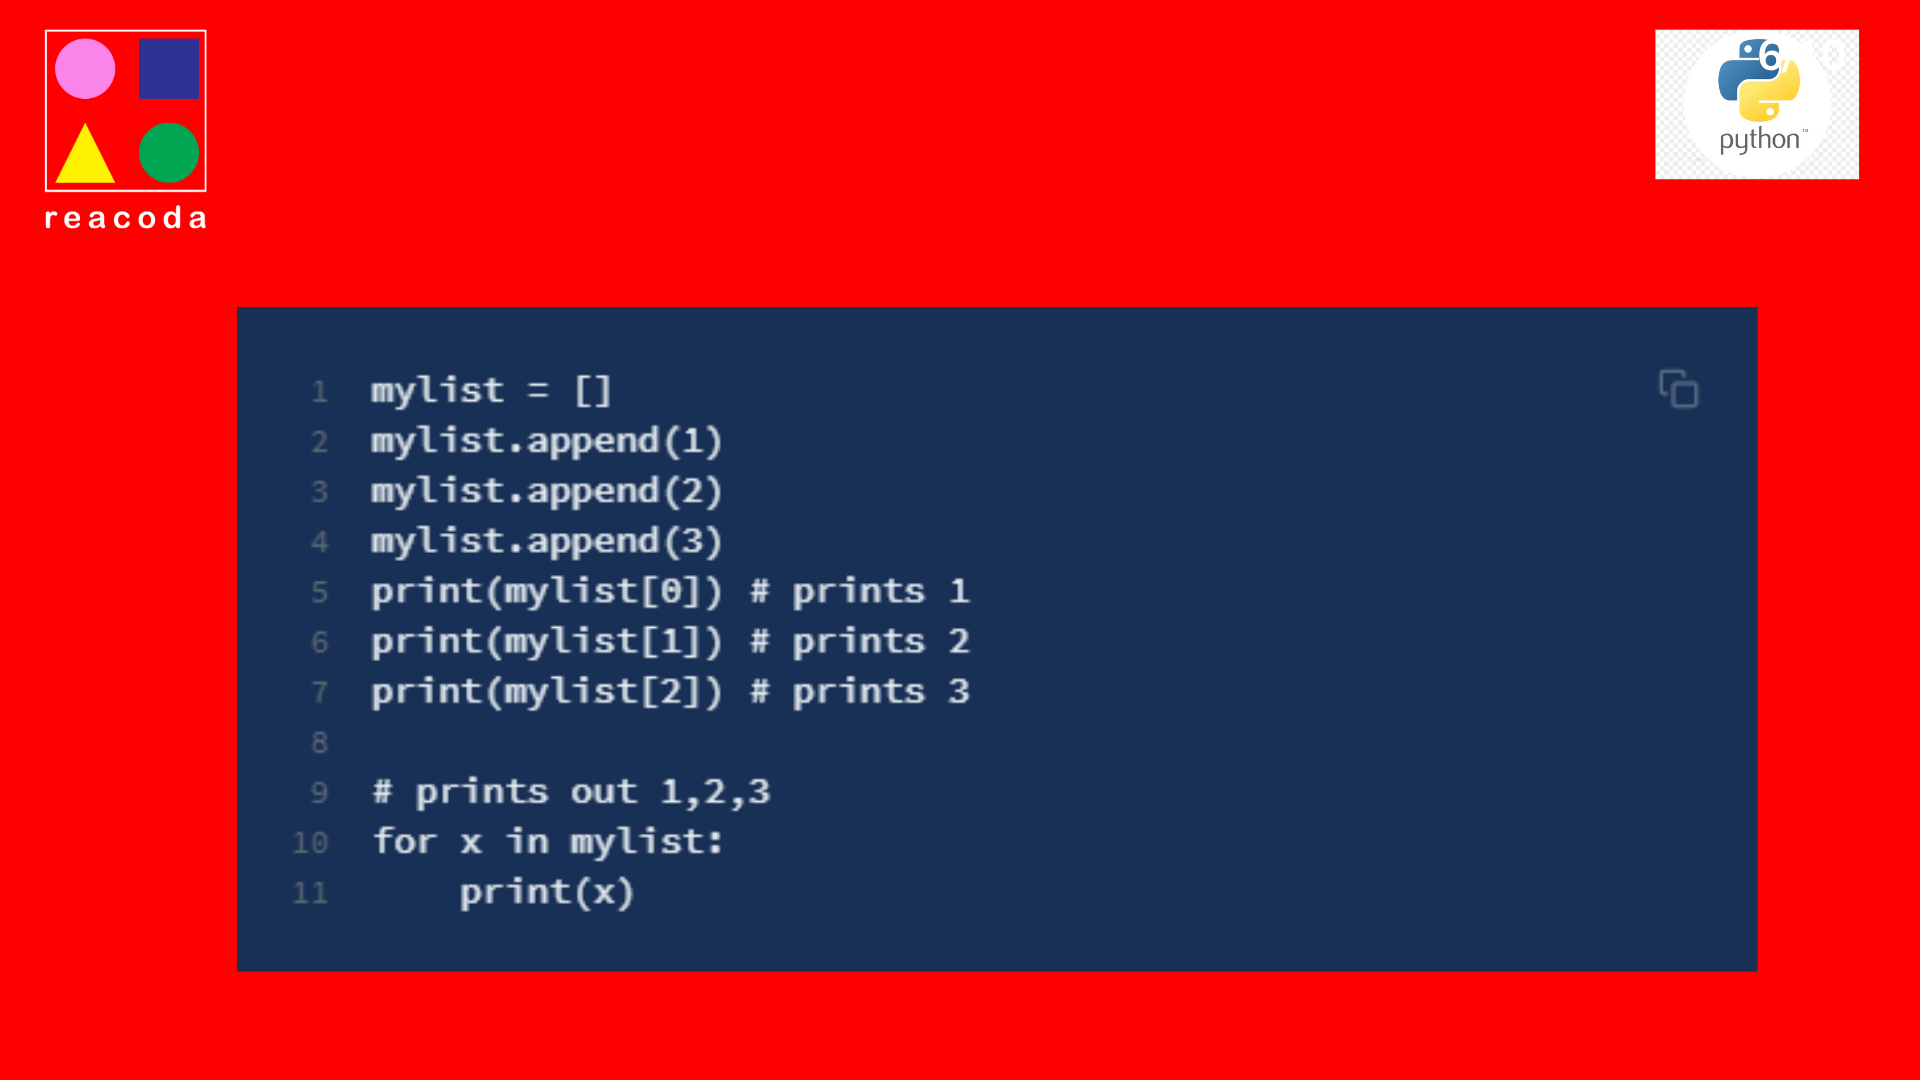 reacoda
python™
1 mylist = []
2 mylist.append(1)
3 mylist.append(2)
4 mylist.append(3)
5 print(mylist[0]) # prints 1
6 print(mylist[1]) # prints 2
7 print(mylist[2]) # prints 3
8
9 # prints out 1,2,3
10 for x in mylist:
11     print(x)